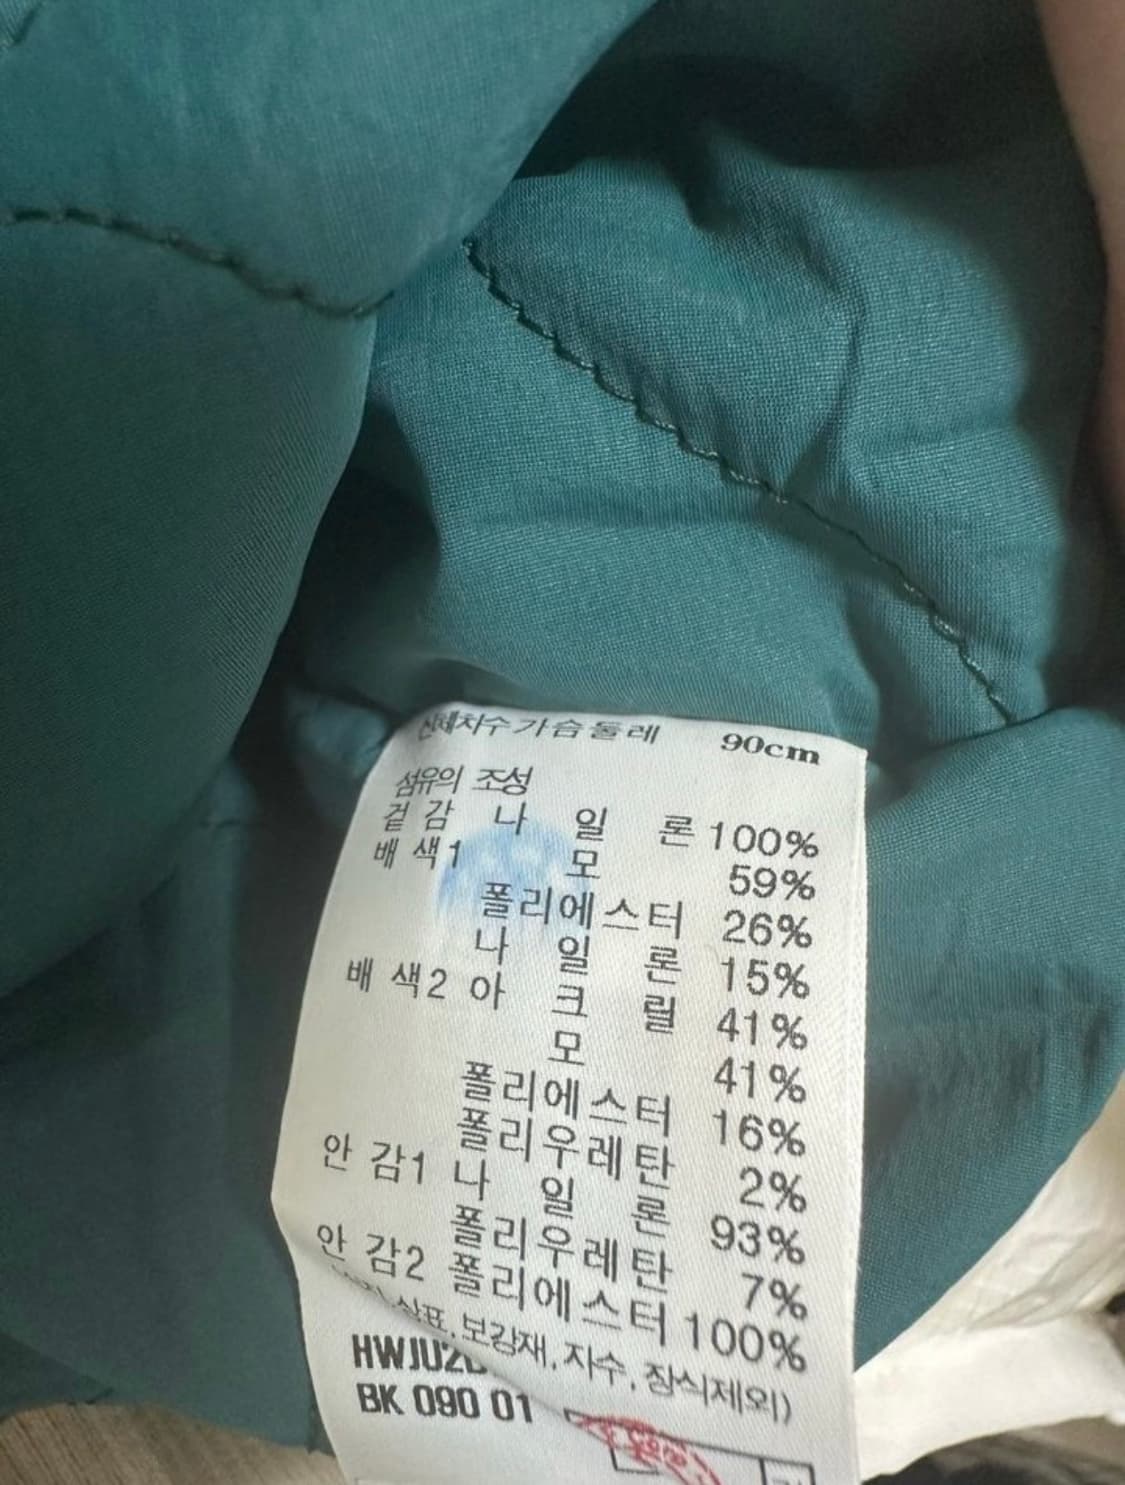 신체치수 가슴둘레 90cm
섬유의 조성
겉감 나일론 100%
배색1 모 59%
폴리에스터 26%
나일론 15%
배색2 아크릴 41%
모 41%
폴리에스터 16%
폴리우레탄 2%
안감1 나일론 93%
폴리우레탄 7%
안감2 폴리에스터 100%
상표, 보강재, 자수, 장식제외)
HWJU2
BK 090 01